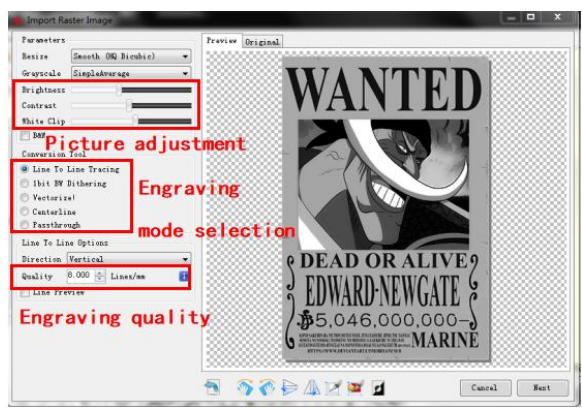 Import Raster Image
Parameters
Resize Smooth (HQ Bicubic)
Grayscale SimpleAverage
Brightness
Contrast
White Clip
B&W
Picture adjustment
Conversion Tool
Line To Line Tracing
1bit BW Dithering
Vectorize!
Centerline
Passthrough
Engraving
mode selection
Line To Line Options
Direction Vertical
Quality 8.000 Lines/mm
Line Preview
Engraving quality
Preview Original
WANTED
DEAD OR ALIVE
EDWARD·NEWGATE
5,046,000,000-
MARINE
Cancel Next